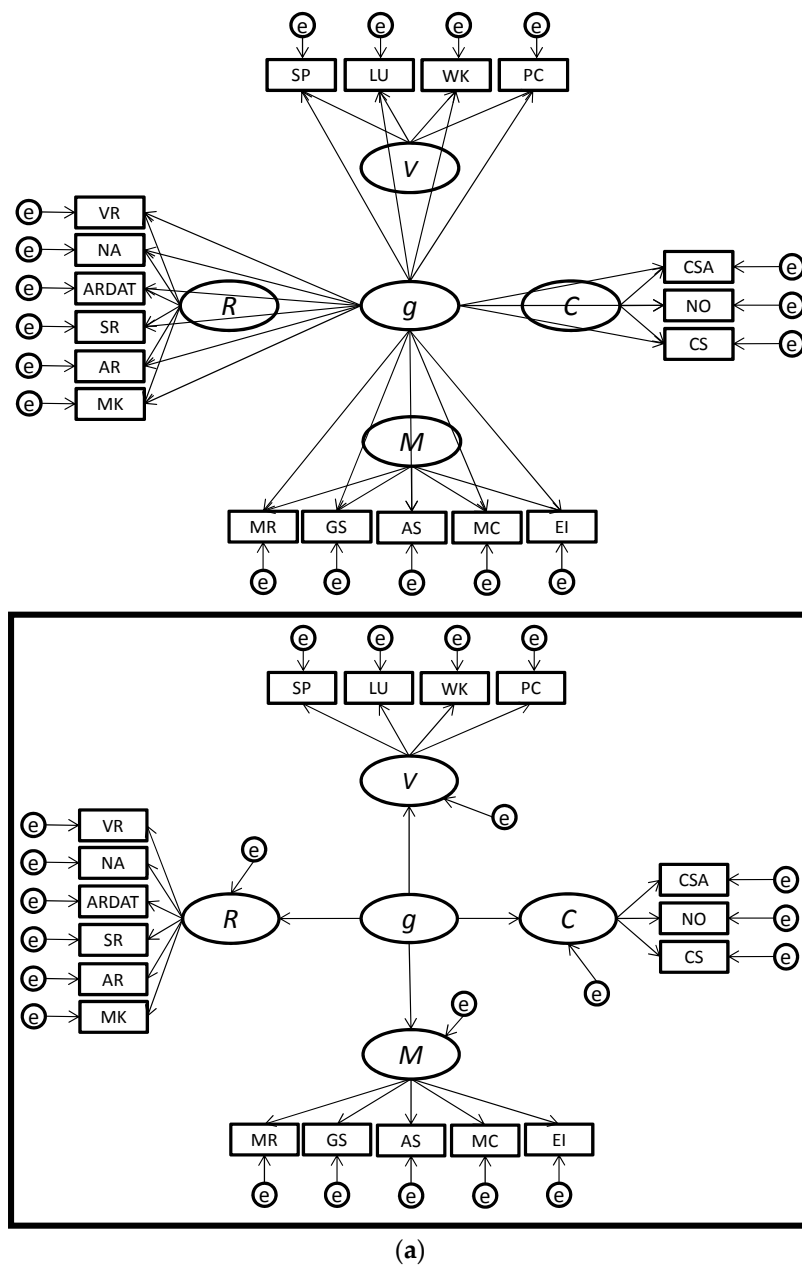 e e e e
SP LU WK PC
V
e VR
e NA
e ARDAT
e SR
e AR
e MK
R g C
CSA e
NO e
CS e
M
MR GS AS MC EI
e e e e e
e e e e
SP LU WK PC
V
e
e VR
e NA
e ARDAT
e SR
e AR
e MK
e
R g C
CSA e
NO e
CS e
e
e
M
MR GS AS MC EI
e e e e e
(a)